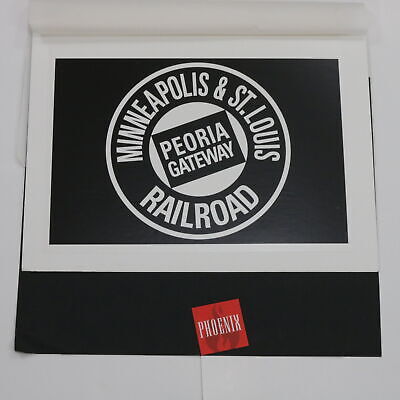 MINNEAPOLIS & ST. LOUIS
PEORIA
GATEWAY
RAILROAD
PHOENIX